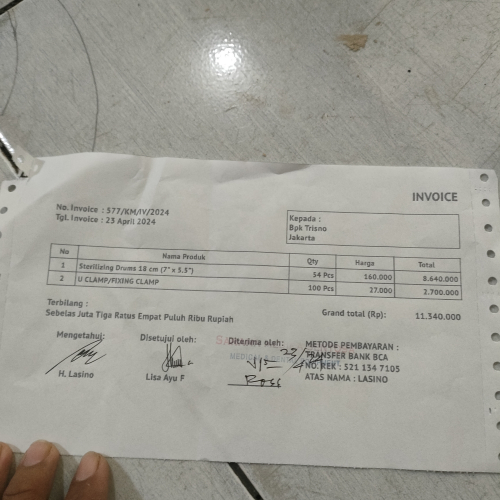 INVOICE
No. Invoice : 577/KM/IV/2024
Tgl. Invoice : 23 April 2024
Kepada :
Bpk Trisno
Jakarta
No Nama Produk Qty Harga Total
1 Sterilizing Drums 18 cm (7" x 5.5") 54 Pcs 160.000 8.640.000
2 U CLAMP/FIXING CLAMP 100 Pcs 27.000 2.700.000
Terbilang :
Sebelas Juta Tiga Ratus Empat Puluh Ribu Rupiah
Grand total (Rp): 11.340.000
Mengetahui: Disetujui oleh: Diterima oleh:
H. Lasino Lisa Ayu F Ross
METODE PEMBAYARAN :
TRANSFER BANK BCA
NO. REK : 521 134 7105
ATAS NAMA : LASINO